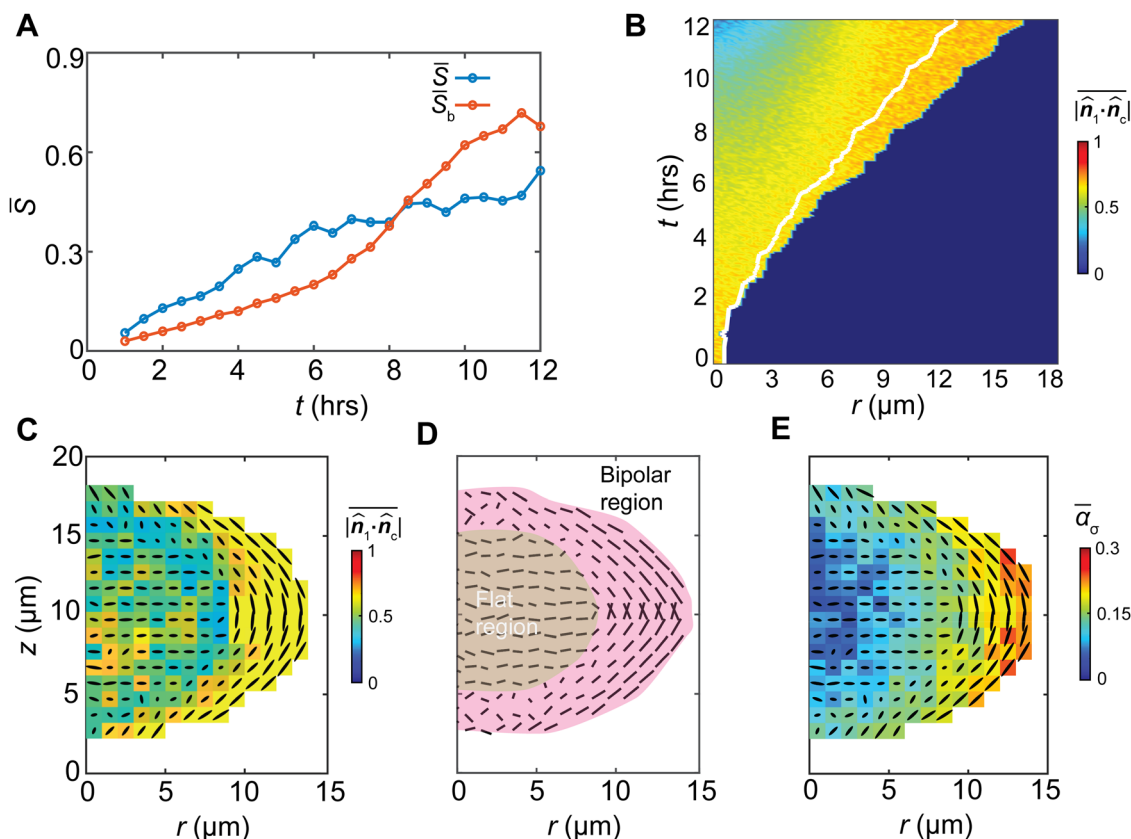 A
0.9
0.6
0.3
0
S̄
S̄
S̄b
0 2 4 6 8 10 12
t (hrs)
B
12
10
8
6
4
2
0
t (hrs)
0 3 6 9 13 15 18
r (μm)
|n̂1·n̂c|
1
0.5
0
C
20
15
10
5
0
z (μm)
0 5 10 15
r (μm)
|n̂1·n̂c|
1
0.5
0
D
Bipolar
region
Flat
region
0 5 10 15
r (μm)
E
0 5 10 15
r (μm)
ᾱσ
0.3
0.15
0